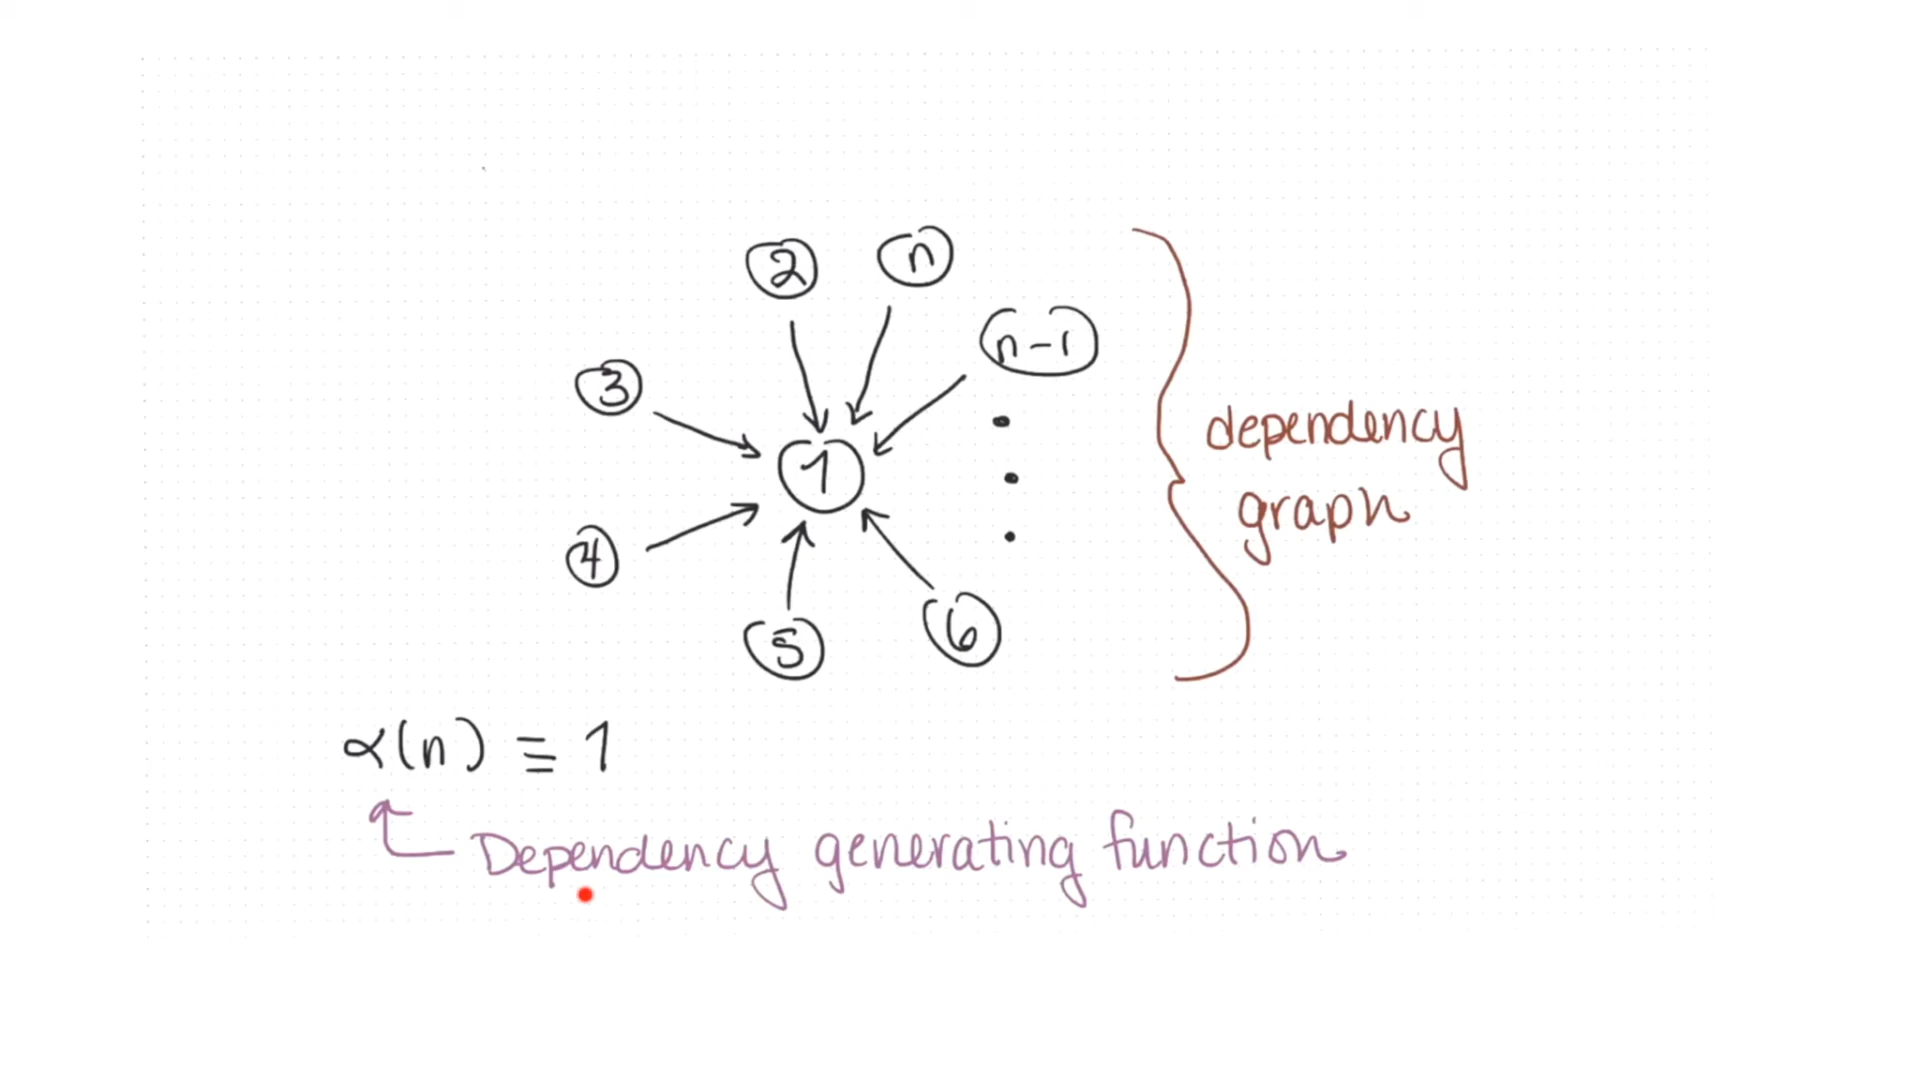 2
n
n-1
3
1
dependency
graph
4
5
6
α(n) ≡ 1
Dependency generating function